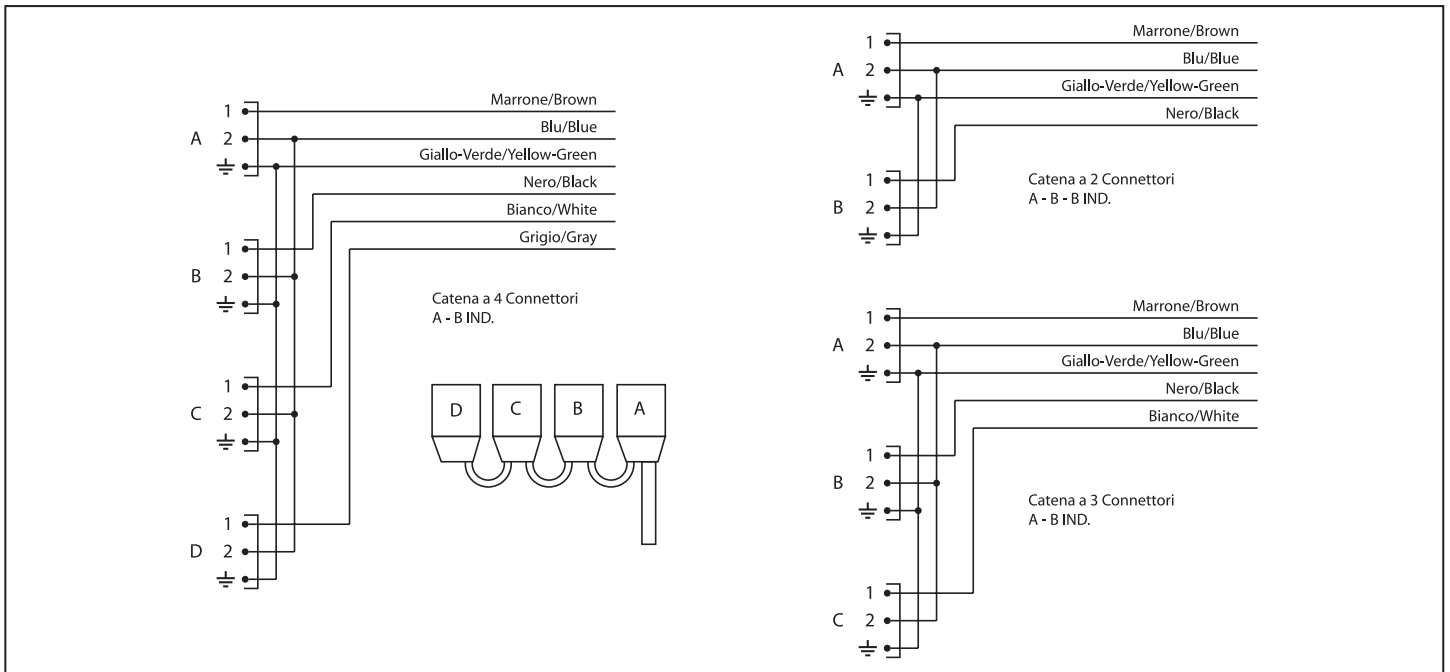 1 Marrone/Brown
A 2 Blu/Blue
Giallo-Verde/Yellow-Green
Nero/Black
Bianco/White
1 Grigio/Gray
B 2
Catena a 4 Connettori
A - B IND.
1
C 2
D C B A
1
D 2
1 Marrone/Brown
A 2 Blu/Blue
Giallo-Verde/Yellow-Green
Nero/Black
1
B 2
Catena a 2 Connettori
A - B - B IND.
1 Marrone/Brown
A 2 Blu/Blue
Giallo-Verde/Yellow-Green
Nero/Black
Bianco/White
1
B 2
Catena a 3 Connettori
A - B IND.
1
C 2